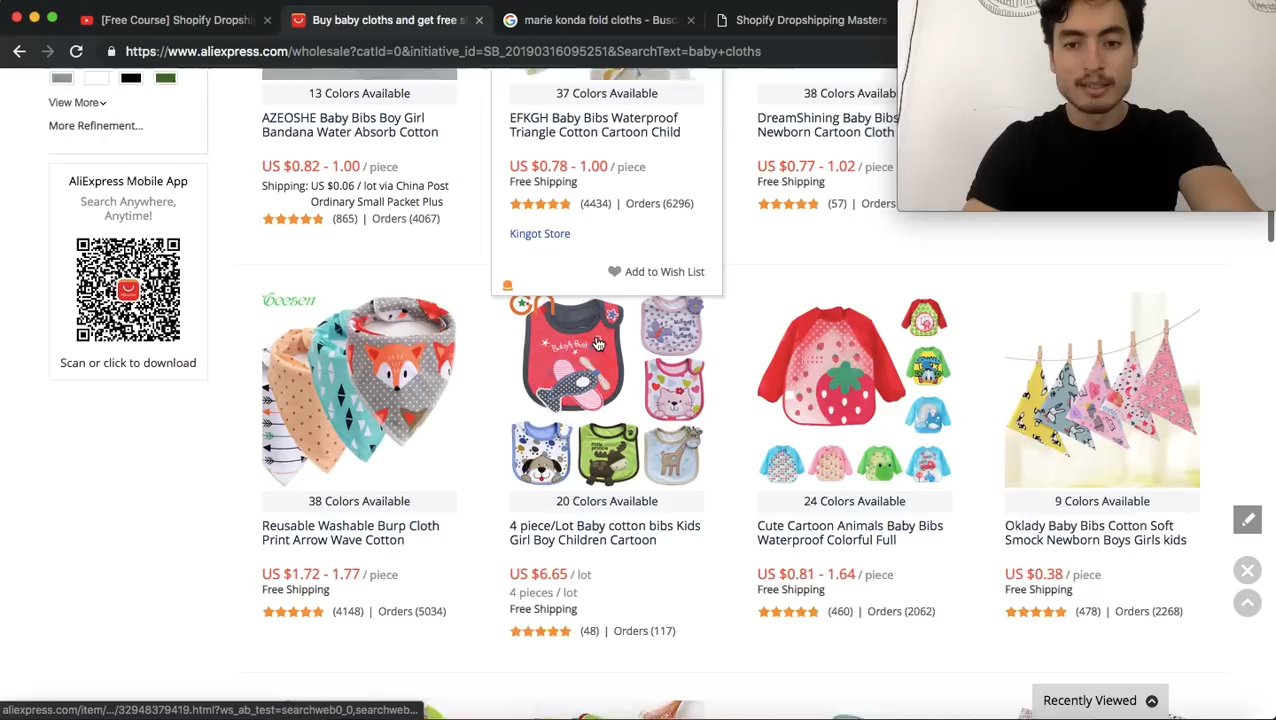 [Free Course] Shopify Dropshi
Buy baby cloths and get free s
marie konda fold cloths - Busc
Shopify Dropshipping Masters
https://www.aliexpress.com/wholesale?catId=0&initiative_id=SB_20190316095251&SearchText=baby+cloths
View More
More Refinement...
AliExpress Mobile App
Search Anywhere,
Anytime!
Scan or click to download
13 Colors Available
AZEOSHE Baby Bibs Boy Girl
Bandana Water Absorb Cotton
US $0.82 - 1.00 / piece
Shipping: US $0.06 / lot via China Post
Ordinary Small Packet Plus
(865) | Orders (4067)
37 Colors Available
EFKGH Baby Bibs Waterproof
Triangle Cotton Cartoon Child
US $0.78 - 1.00 / piece
Free Shipping
(4434) | Orders (6296)
Kingot Store
Add to Wish List
38 Colors Availa
DreamShining Baby Bibs
Newborn Cartoon Cloth
US $0.77 - 1.02 / piece
Free Shipping
(57) | Orders
Geesen
38 Colors Available
Reusable Washable Burp Cloth
Print Arrow Wave Cotton
US $1.72 - 1.77 / piece
Free Shipping
(4148) | Orders (5034)
20 Colors Available
4 piece/Lot Baby cotton bibs Kids
Girl Boy Children Cartoon
US $6.65 / lot
4 pieces / lot
Free Shipping
(48) | Orders (117)
24 Colors Available
Cute Cartoon Animals Baby Bibs
Waterproof Colorful Full
US $0.81 - 1.64 / piece
Free Shipping
(460) | Orders (2062)
9 Colors Available
Oklady Baby Bibs Cotton Soft
Smock Newborn Boys Girls kids
US $0.38 / piece
Free Shipping
(478) | Orders (2268)
Recently Viewed
aliexpress.com/item/.../32948379419.html?ws_ab_test=searchweb0_0,searchweb...